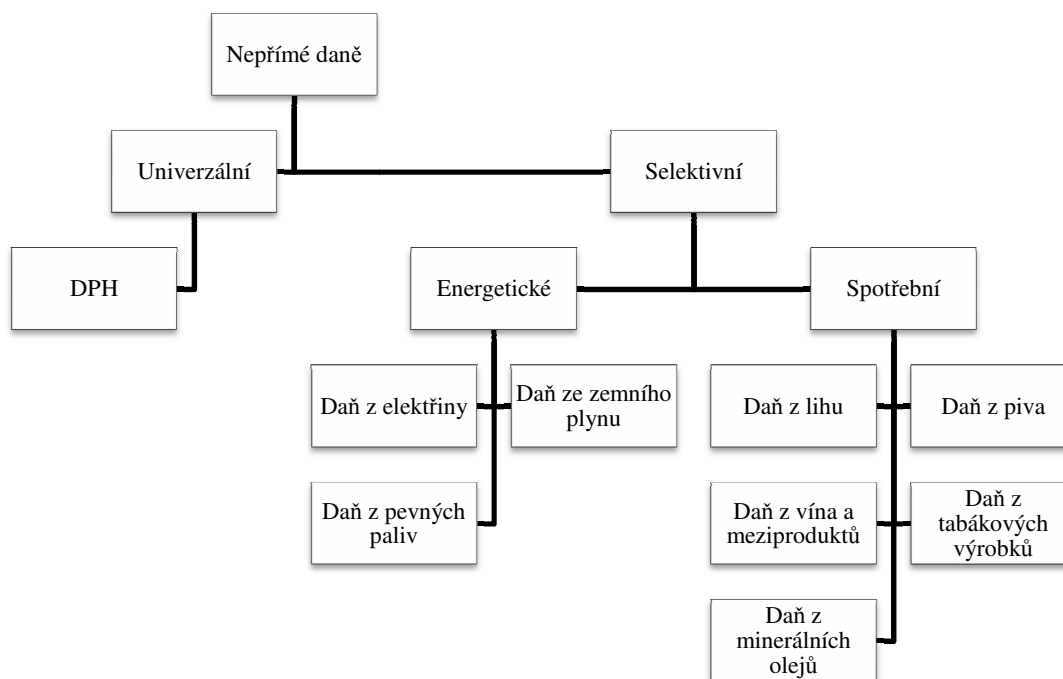 Nepřímé daně
Univerzální
Selektivní
DPH
Energetické
Spotřební
Daň z elektřiny
Daň ze zemního
plynu
Daň z lihu
Daň z piva
Daň z pevných
paliv
Daň z vína a
meziproduktů
Daň z
tabákových
výrobků
Daň z
minerálních
olejů